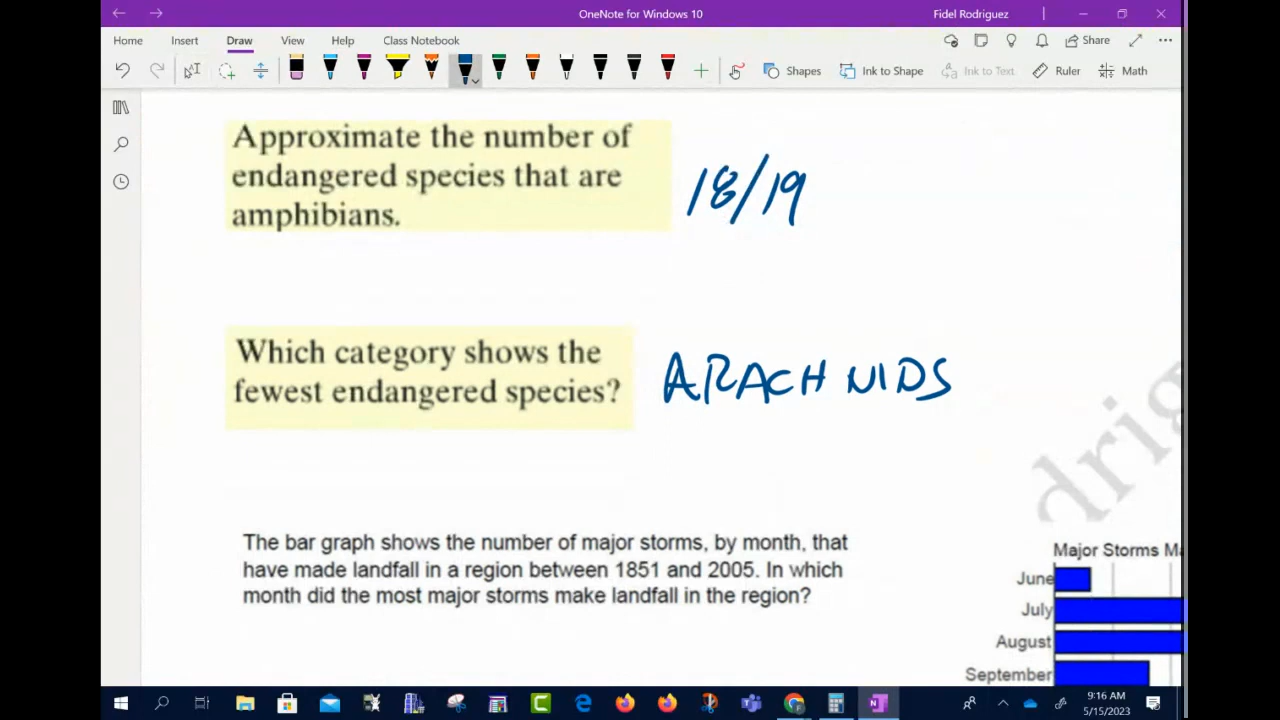 OneNote for Windows 10
Fidel Rodriguez
Home Insert Draw View Help Class Notebook
Share
Shapes Ink to Shape Ink to Text Ruler Math
Approximate the number of
endangered species that are
amphibians.
18/19
Which category shows the
fewest endangered species?
ARACHNIDS
drig
The bar graph shows the number of major storms, by month, that
have made landfall in a region between 1851 and 2005. In which
month did the most major storms make landfall in the region?
Major Storms Ma
June
July
August
September
9:16 AM
5/15/2023